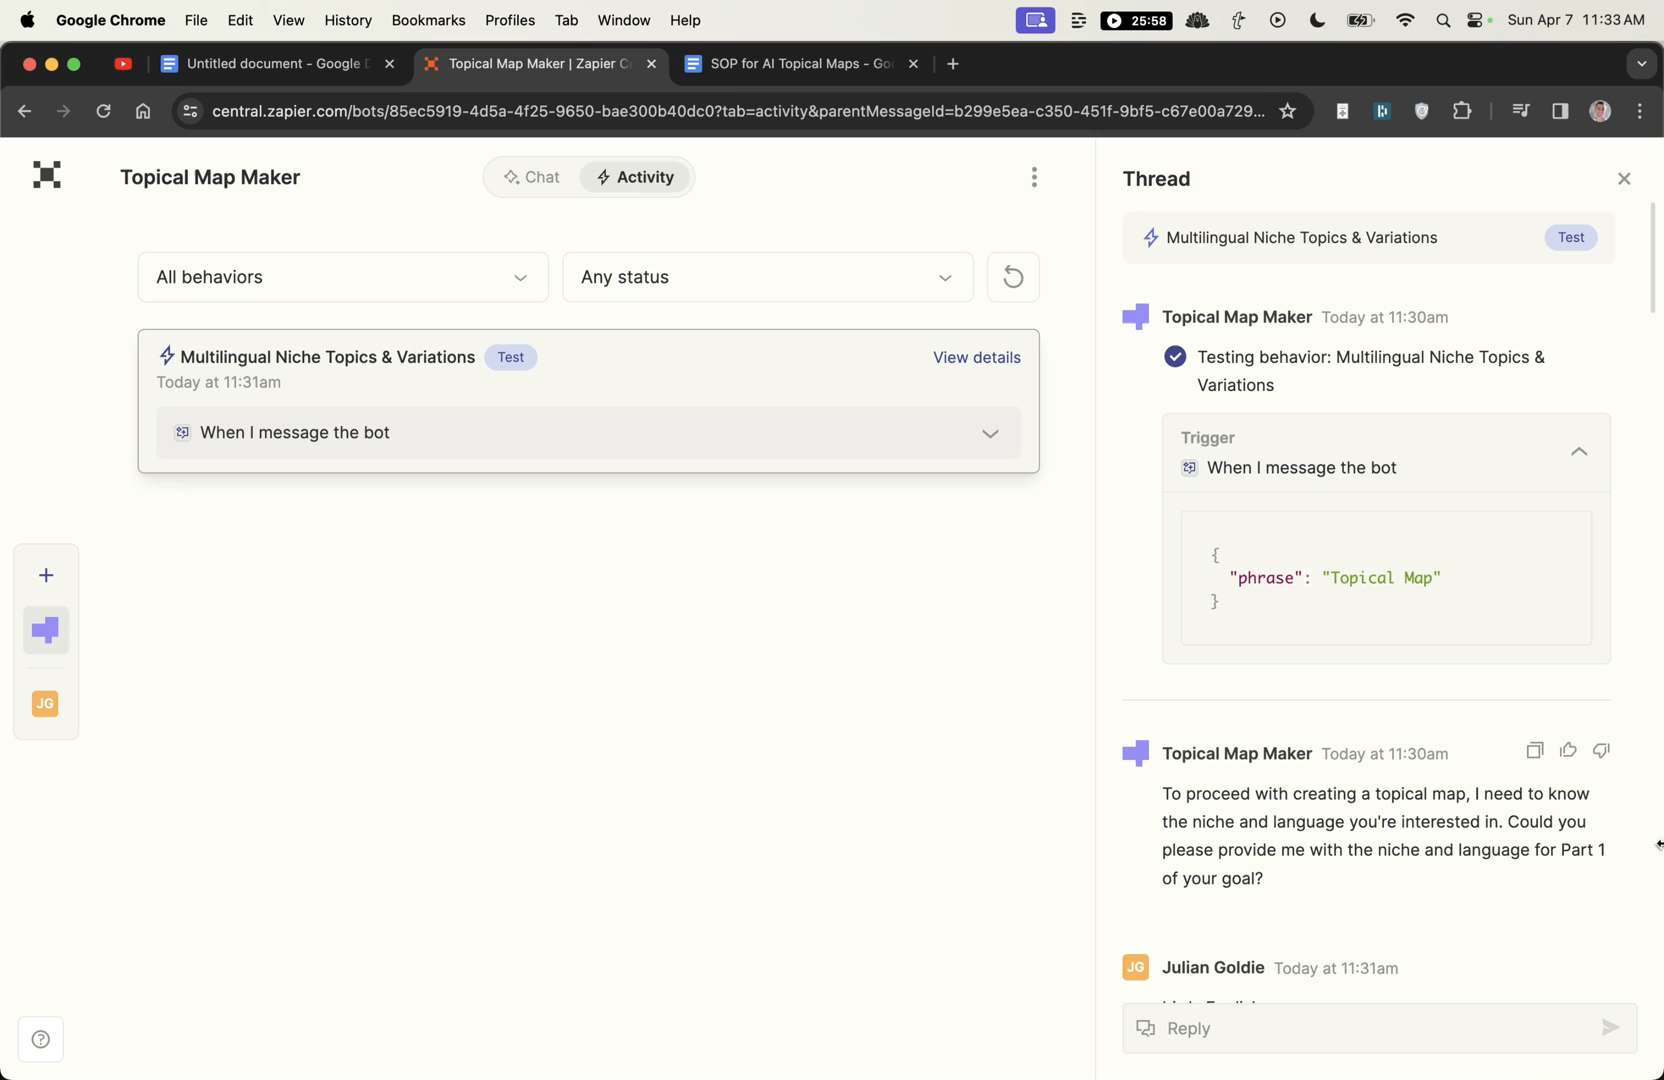 Google Chrome File Edit View History Bookmarks Profiles Tab Window Help 25:58 Sun Apr 7 11:33 AM
Untitled document - Google D Topical Map Maker | Zapier Ce SOP for AI Topical Maps - Goo
central.zapier.com/bots/85ec5919-4d5a-4f25-9650-bae300b40dc0?tab=activity&parentMessageId=b299e5ea-c350-451f-9bf5-c67e00a729...
Topical Map Maker
Chat Activity
All behaviors
Any status
Multilingual Niche Topics & Variations Test View details
Today at 11:31am
When I message the bot
JG
Thread
Multilingual Niche Topics & Variations Test
Topical Map Maker Today at 11:30am
Testing behavior: Multilingual Niche Topics &
Variations
Trigger
When I message the bot
{
"phrase": "Topical Map"
}
Topical Map Maker Today at 11:30am
To proceed with creating a topical map, I need to know
the niche and language you're interested in. Could you
please provide me with the niche and language for Part 1
of your goal?
JG Julian Goldie Today at 11:31am
Reply